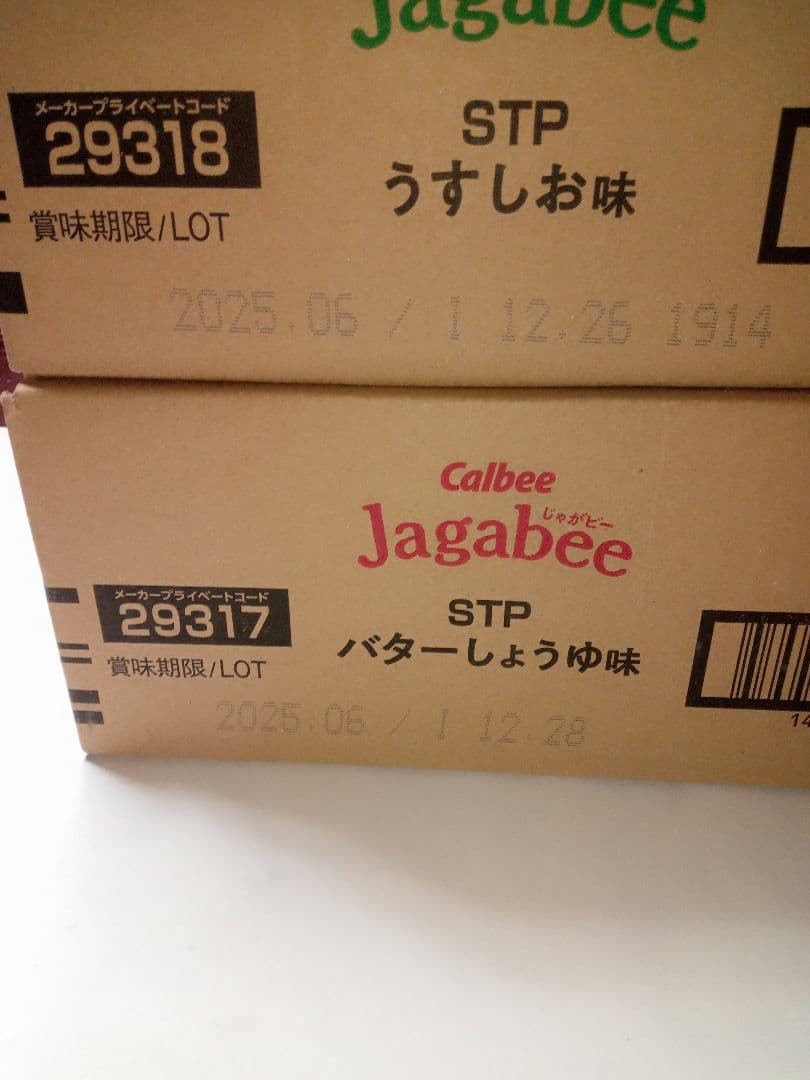 Jagabee
メーカープライベートコード
29318
STP
うすしお味
賞味期限/LOT
2025.06 / 1 12.26 1914
Calbee
じゃがビー
Jagabee
メーカープライベートコード
29317
STP
バターしょうゆ味
賞味期限/LOT
2025.06 / 1 12.28
14